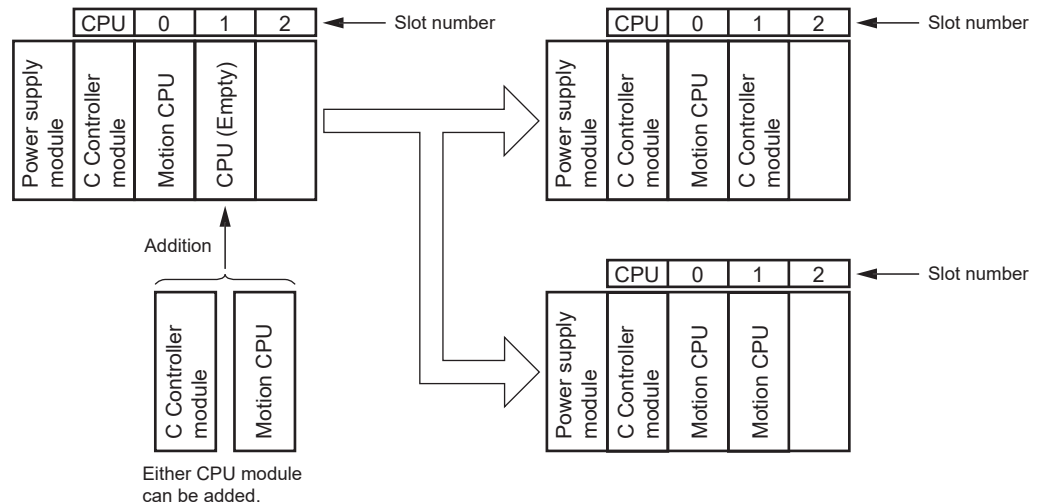 CPU 0 1 2 Slot number
Power supply
module
C Controller
module
Motion CPU
CPU (Empty)
Addition
C Controller
module
Motion CPU
Either CPU module
can be added.
CPU 0 1 2 Slot number
Power supply
module
C Controller
module
Motion CPU
C Controller
module
CPU 0 1 2 Slot number
Power supply
module
C Controller
module
Motion CPU
Motion CPU